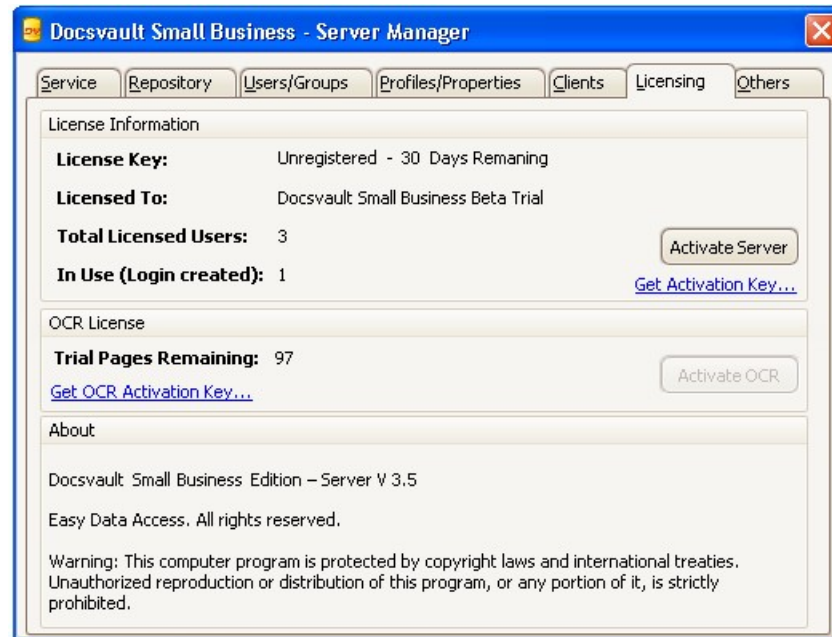 Docsvault Small Business - Server Manager
Service Repository Users/Groups Profiles/Properties Clients Licensing Others
License Information
License Key: Unregistered - 30 Days Remaning
Licensed To: Docsvault Small Business Beta Trial
Total Licensed Users: 3
Activate Server
In Use (Login created): 1
Get Activation Key...
OCR License
Trial Pages Remaining: 97
Activate OCR
Get OCR Activation Key...
About
Docsvault Small Business Edition – Server V 3.5
Easy Data Access. All rights reserved.
Warning: This computer program is protected by copyright laws and international treaties.
Unauthorized reproduction or distribution of this program, or any portion of it, is strictly
prohibited.